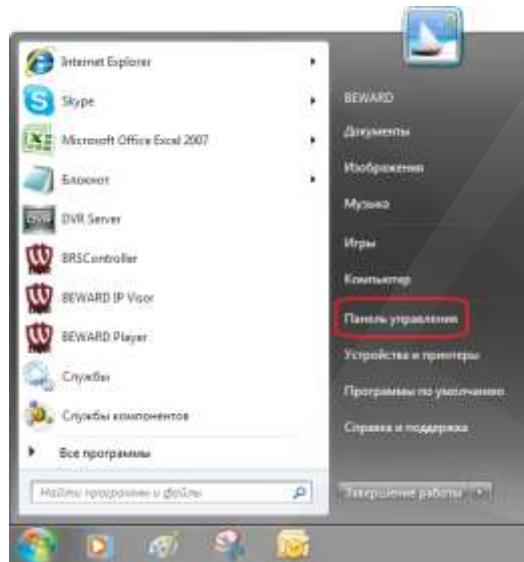 Internet Explorer
Skype
Microsoft Office Excel 2007
Блокнот
DVR Server
BRSController
BEWARD IP Visor
BEWARD Player
Службы
Службы компонентов
Все программы
Найти программы и файлы
BEWARD
Документы
Изображения
Музыка
Игры
Компьютер
Панель управления
Устройства и принтеры
Программы по умолчанию
Справка и поддержка
Завершение работы